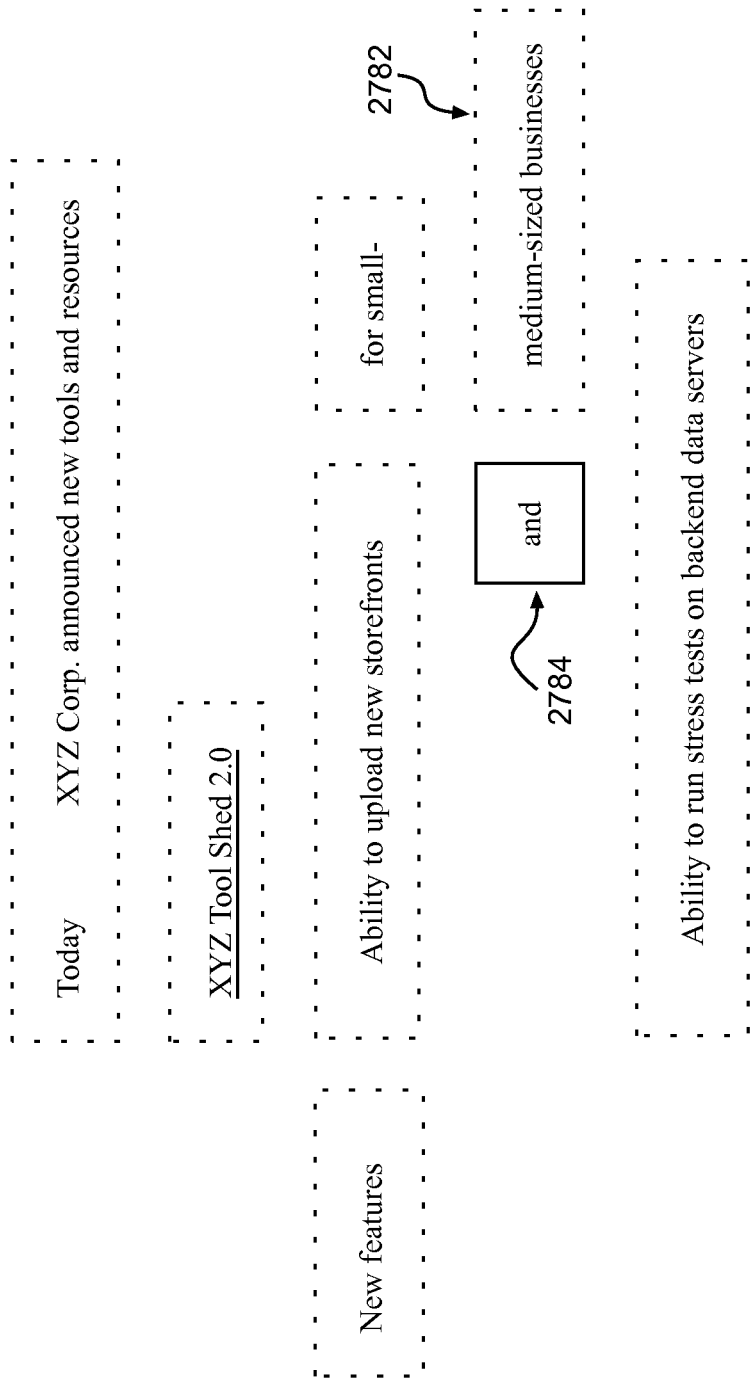 Today XYZ Corp. announced new tools and resources
XYZ Tool Shed 2.0
New features Ability to upload new storefronts for small-
and medium-sized businesses
2784
2782
Ability to run stress tests on backend data servers